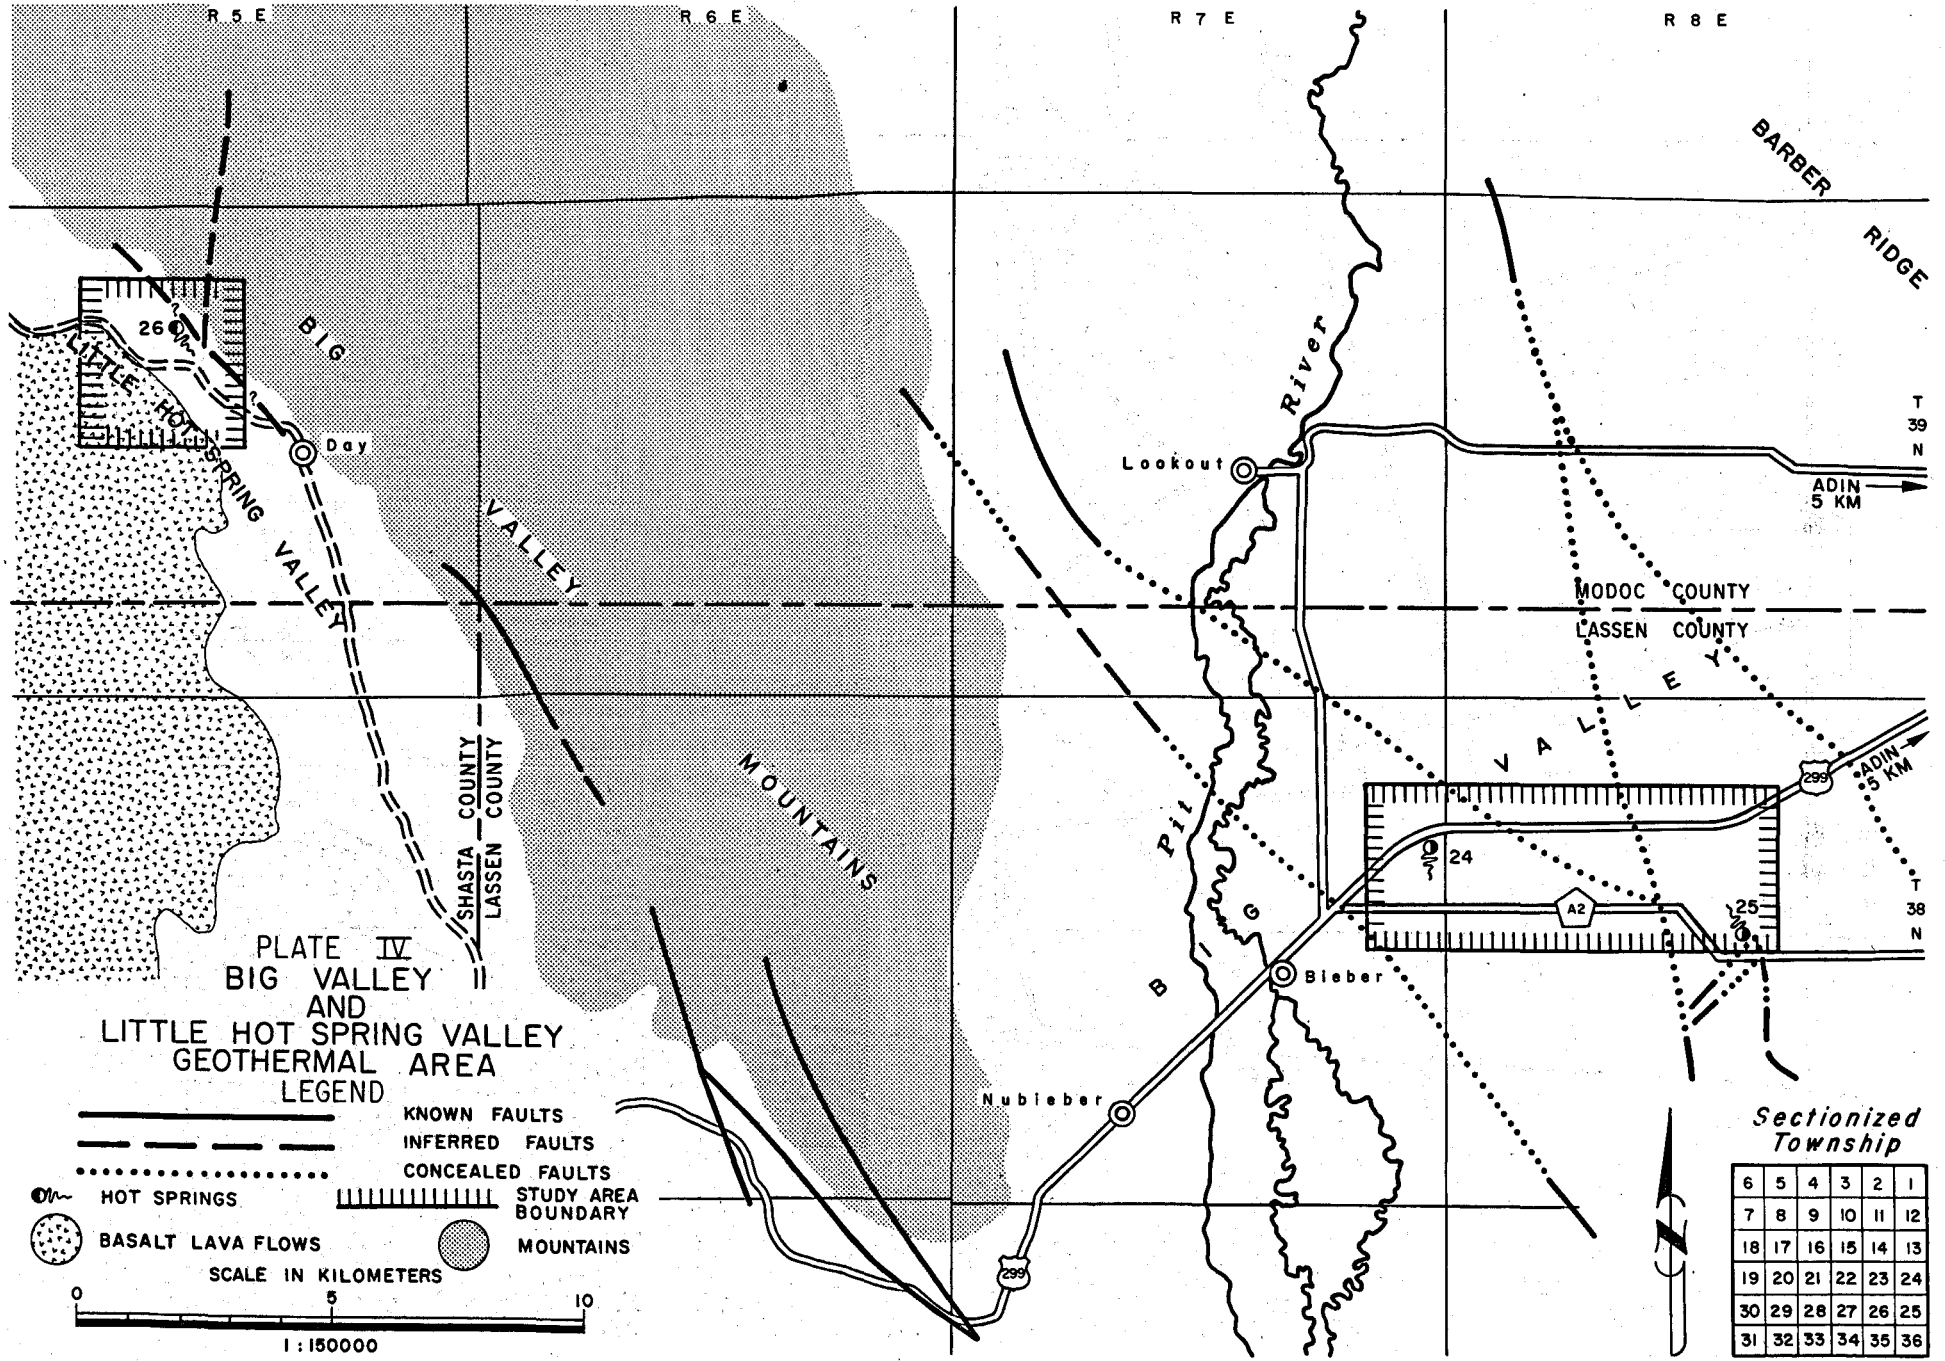 R 5 E
R 6 E
R 7 E
R 8 E
BARBER
RIDGE
BIG
VALLEY
MOUNTAINS
26
LITTLE HOT SPRING VALLEY
Day
River
Lookout
T
39
N
ADIN
5 KM
MODOC COUNTY
LASSEN COUNTY
SHASTA COUNTY
LASSEN COUNTY
BIG VALLEY
299
ADIN
5 KM
Pit
24
25
A2
T
38
N
Bieber
Nubieber
299
PLATE IV
BIG VALLEY
AND
LITTLE HOT SPRING VALLEY
GEOTHERMAL AREA
LEGEND
KNOWN FAULTS
INFERRED FAULTS
CONCEALED FAULTS
HOT SPRINGS
STUDY AREA
BOUNDARY
BASALT LAVA FLOWS
MOUNTAINS
SCALE IN KILOMETERS
0 5 10
1:150000
N
Sectionized
Township
6 5 4 3 2 1
7 8 9 10 11 12
18 17 16 15 14 13
19 20 21 22 23 24
30 29 28 27 26 25
31 32 33 34 35 36